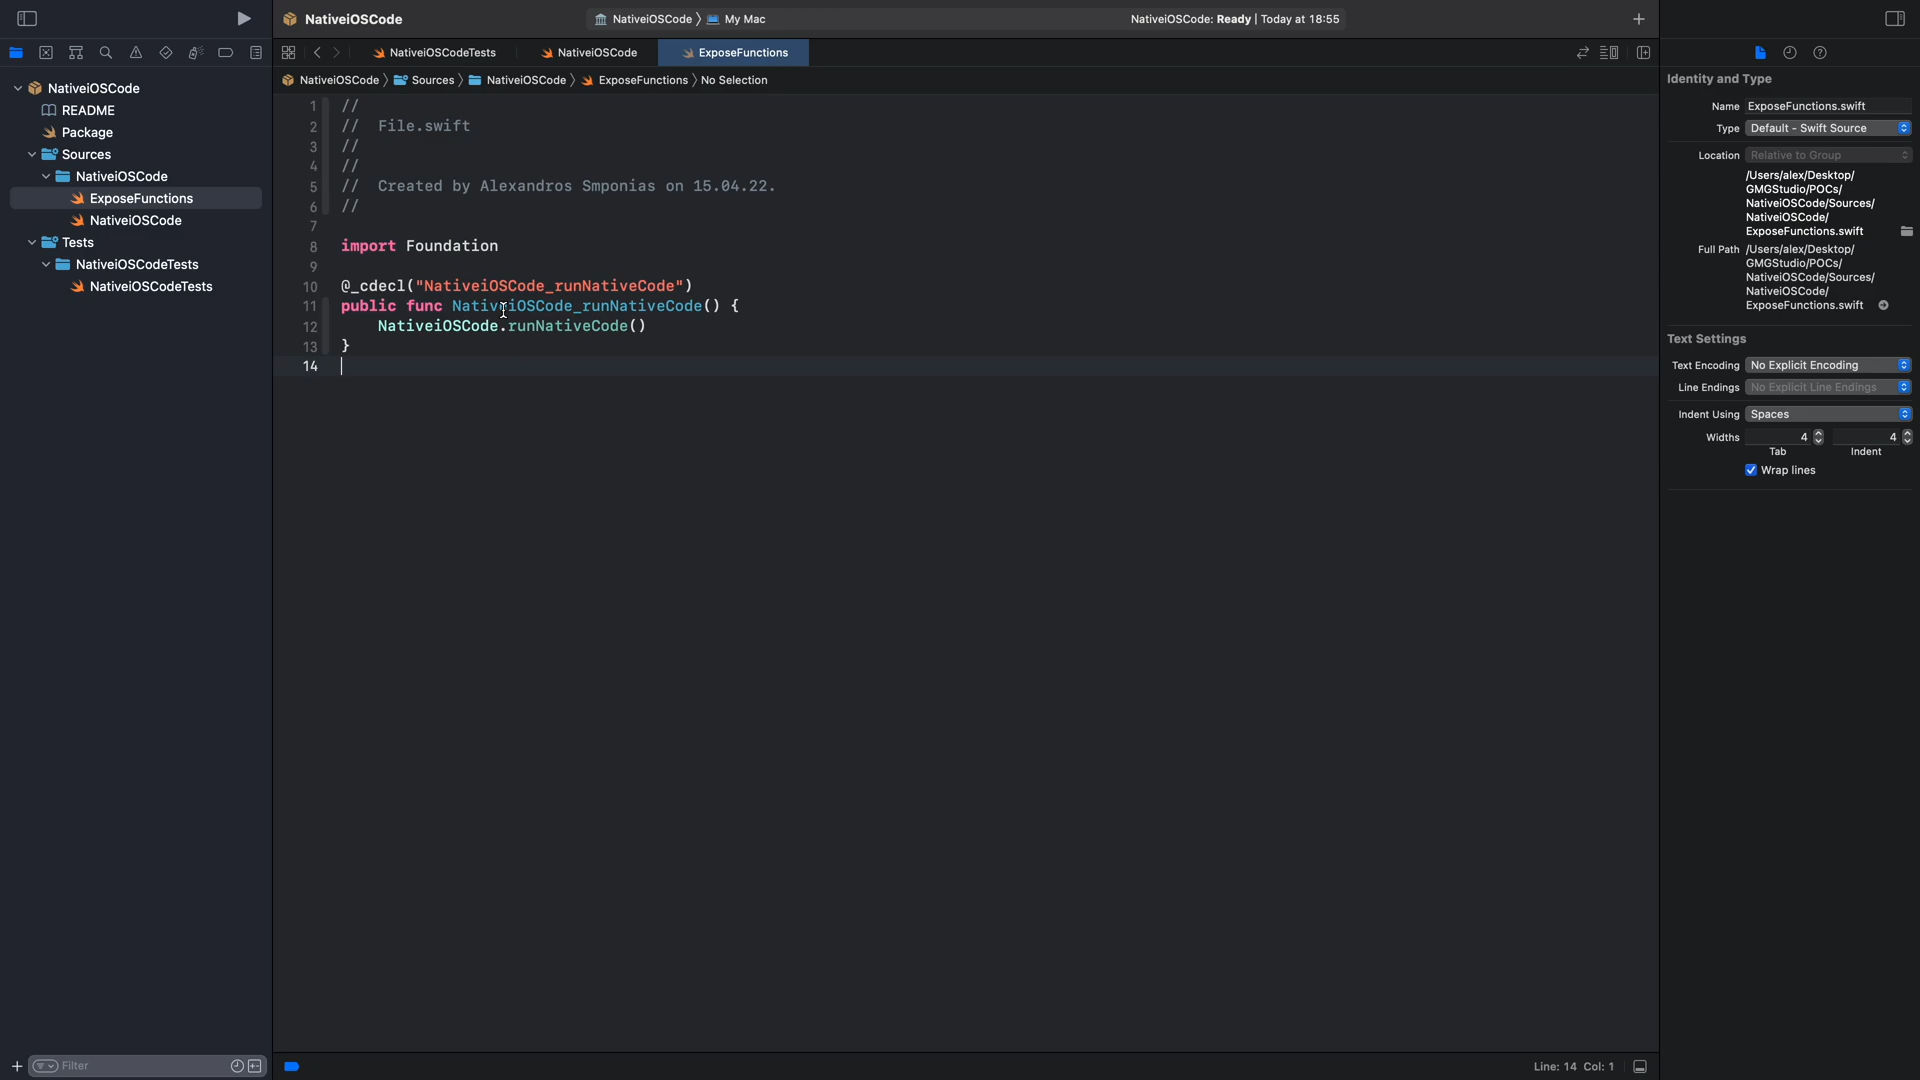 NativeiOSCode
NativeiOSCode 〉 My Mac
NativeiOSCode: Ready | Today at 18:55
NativeiOSCodeTests
NativeiOSCode
ExposeFunctions
NativeiOSCode 〉 Sources 〉 NativeiOSCode 〉 ExposeFunctions 〉 No Selection
NativeiOSCode
README
Package
Sources
NativeiOSCode
ExposeFunctions
NativeiOSCode
Tests
NativeiOSCodeTests
NativeiOSCodeTests
Filter
1 //
2 //  File.swift
3 //
4 //
5 //  Created by Alexandros Smponias on 15.04.22.
6 //
7
8 import Foundation
9
10 @_cdecl("NativeiOSCode_runNativeCode")
11 public func NativeiOSCode_runNativeCode() {
12     NativeiOSCode.runNativeCode()
13 }
14
Line: 14 Col: 1
Identity and Type
Name ExposeFunctions.swift
Type Default - Swift Source
Location Relative to Group
/Users/alex/Desktop/
GMGStudio/POCs/
NativeiOSCode/Sources/
NativeiOSCode/
ExposeFunctions.swift
Full Path /Users/alex/Desktop/
GMGStudio/POCs/
NativeiOSCode/Sources/
NativeiOSCode/
ExposeFunctions.swift
Text Settings
Text Encoding No Explicit Encoding
Line Endings No Explicit Line Endings
Indent Using Spaces
Widths 4 4
Tab Indent
Wrap lines